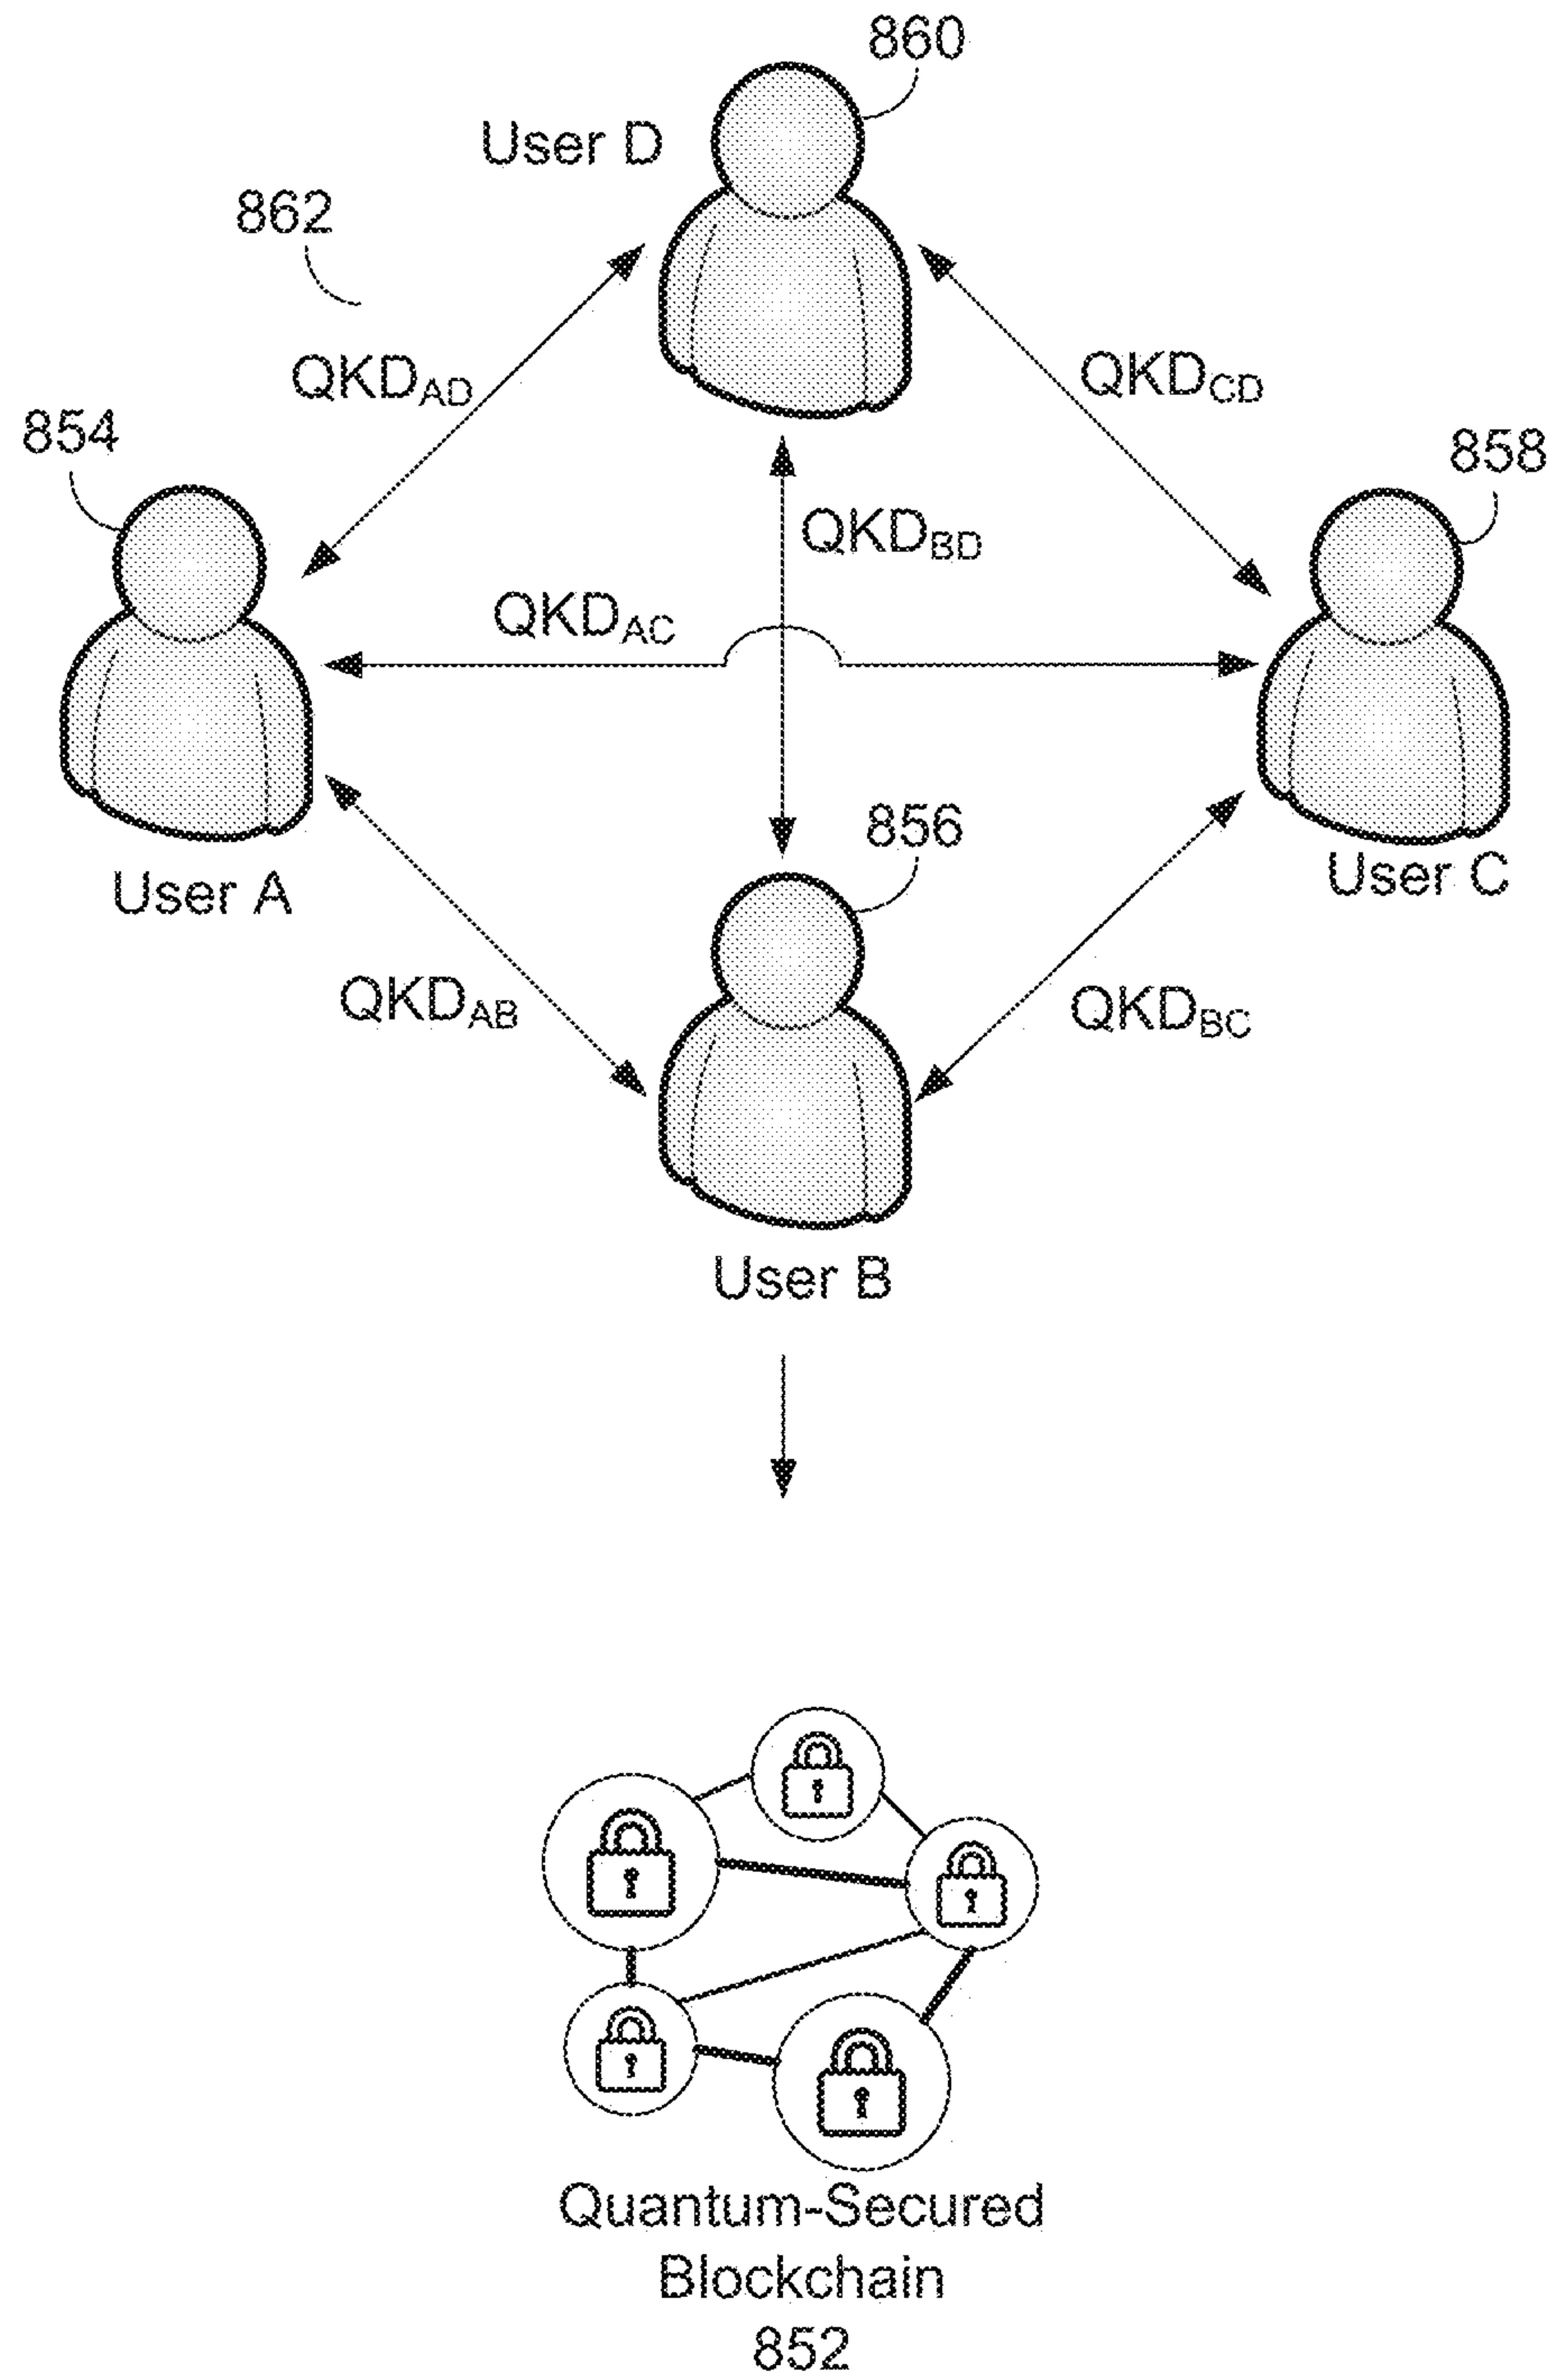 860
User D
862
QKDAD
QKDCD
854
858
QKDBD
QKDAC
856
User A
User C
QKDAB
QKDBC
User B
Quantum-Secured
Blockchain
852